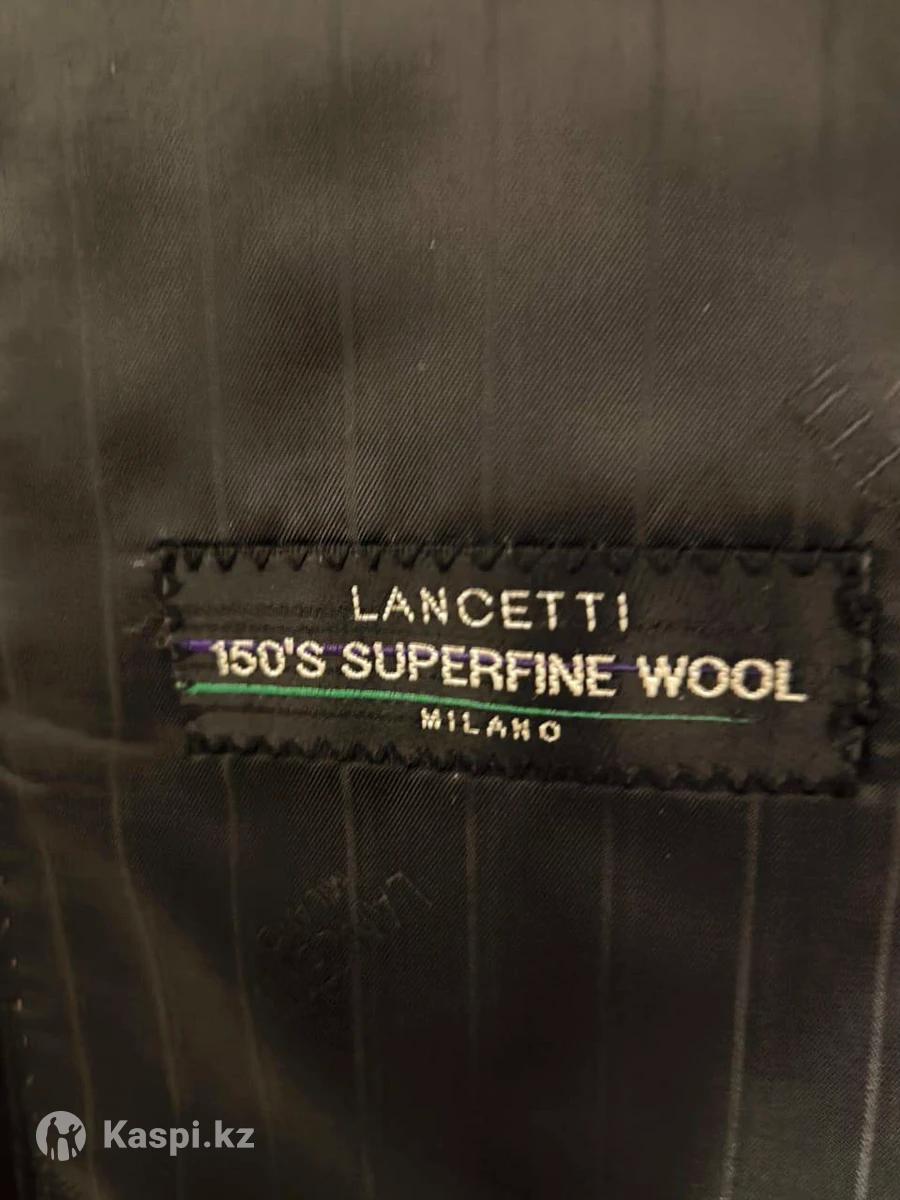 LANCETTI
150'S SUPERFINE WOOL
MILANO
Kaspi.kz